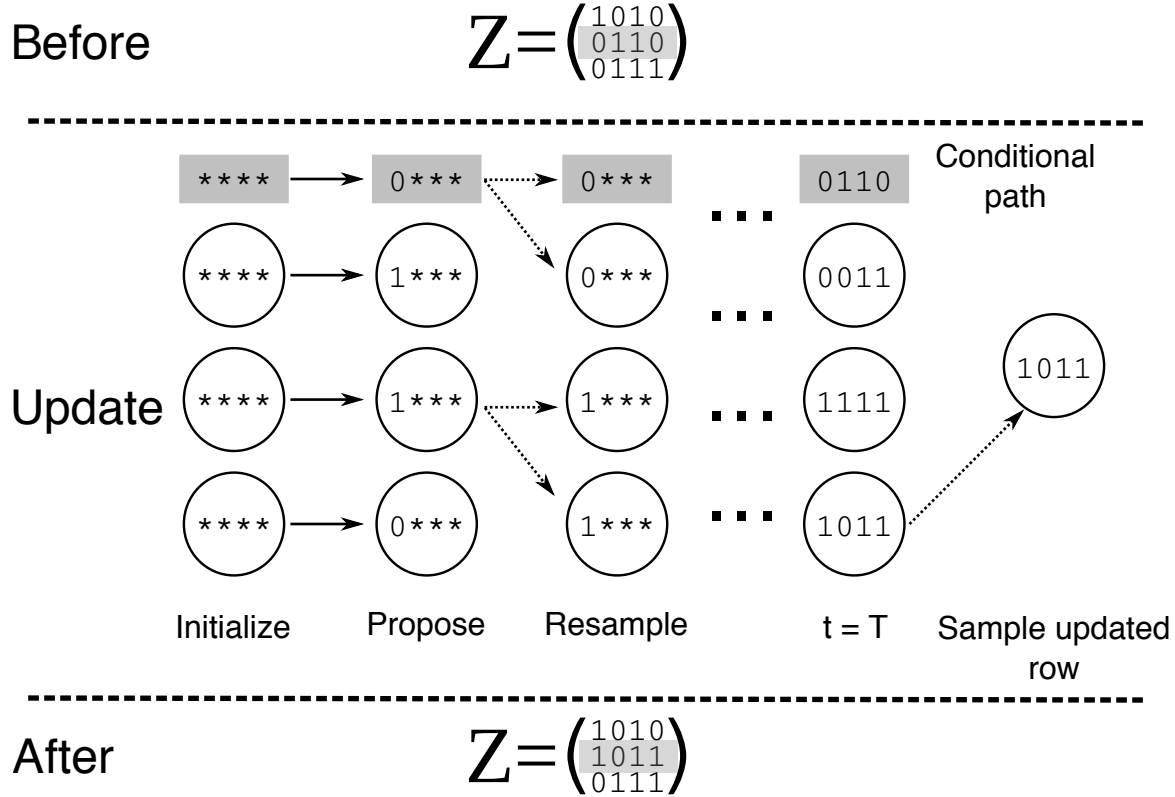 Before
Z=(1010
0110
0111)
Conditional
path
**** 0*** 0*** ... 0110
**** 1*** 0*** ... 0011
Update
**** 1*** 1*** ... 1111
1011
**** 0*** 1*** ... 1011
Initialize Propose Resample t = T Sample updated
row
After
Z=(1010
1011
0111)